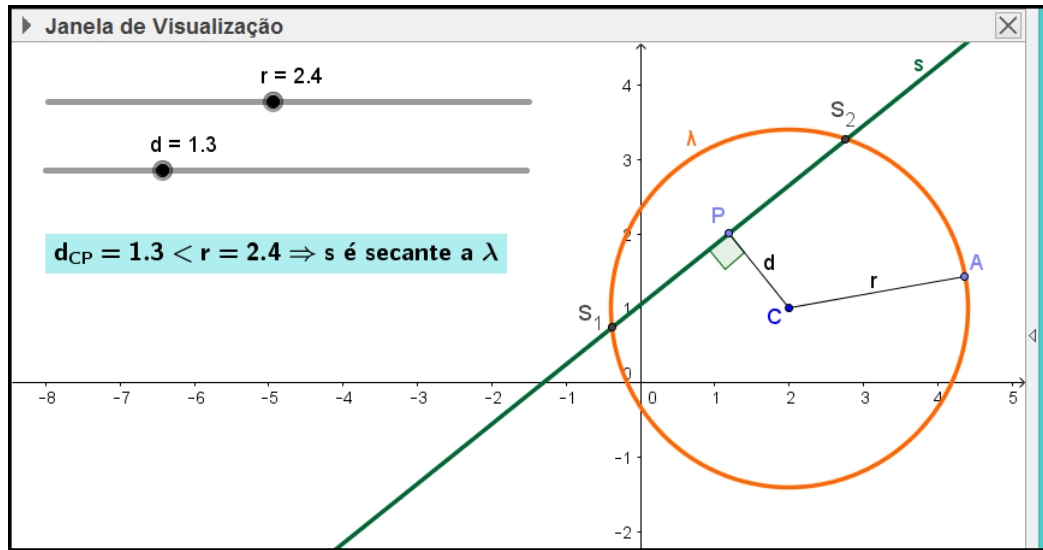 Janela de Visualização
r = 2.4
d = 1.3
d_CP = 1.3 < r = 2.4 ⇒ s é secante a λ
s
S₂
λ
P
d
r
A
C
S₁
4
3
2
1
0
-1
-2
-8 -7 -6 -5 -4 -3 -2 -1 0 1 2 3 4 5